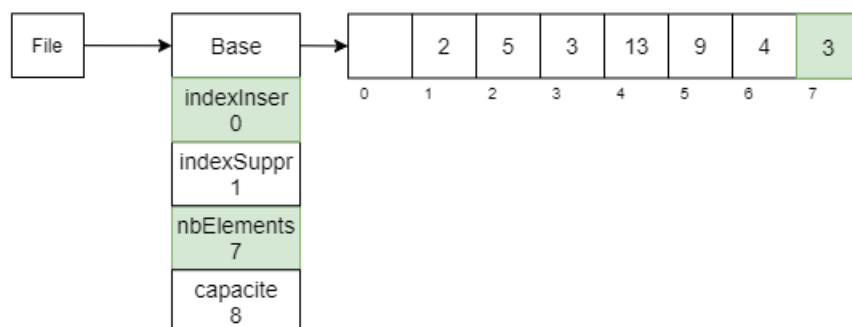 File
Base
2 5 3 13 9 4 3
0 1 2 3 4 5 6 7
indexInser
0
indexSuppr
1
nbElements
7
capacite
8